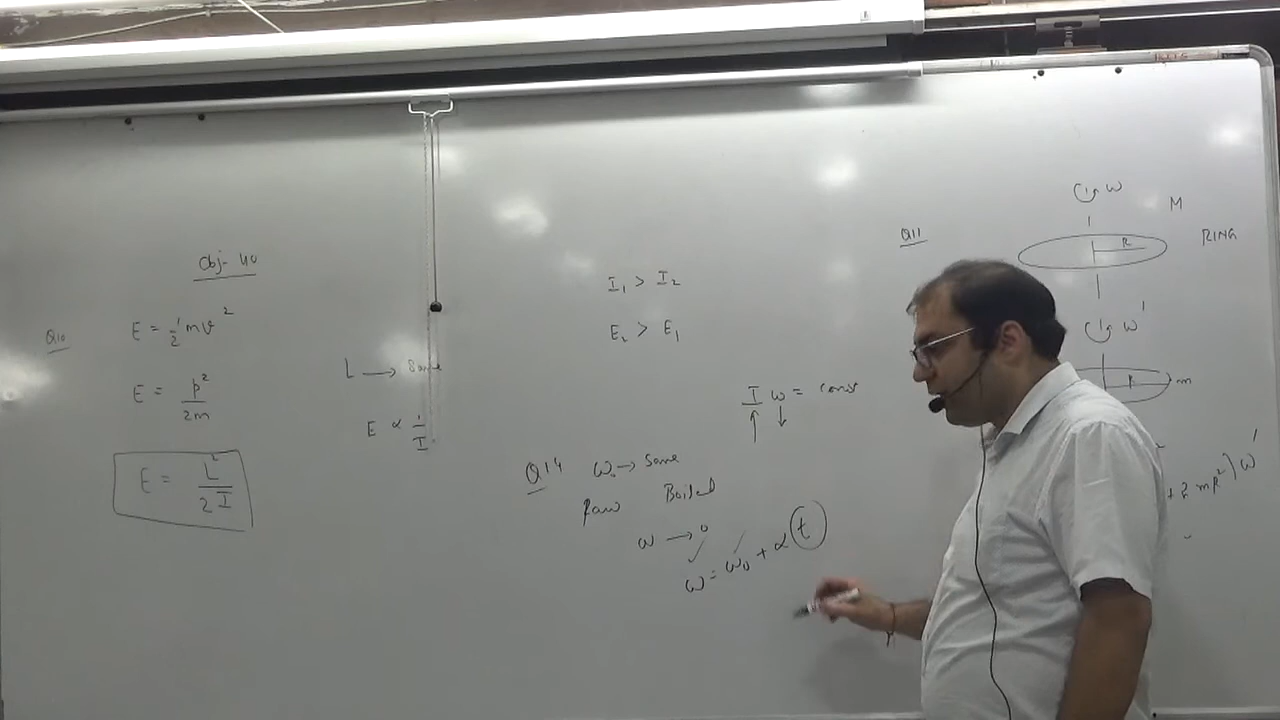 Obj- 40
Q10
E = 1/2 mv²
E = p²/2m
E = L²/2I
L → Same
E ∝ 1/I
I₁ > I₂
E₂ > E₁
I ω = const
↑ ↓
Q14 ω₀ → Same
Raw Boiled
ω → 0
ω = ω₀ + α t
Q11
ω
M
R
RING
ω'
R m
+ 2 mR²) ω'